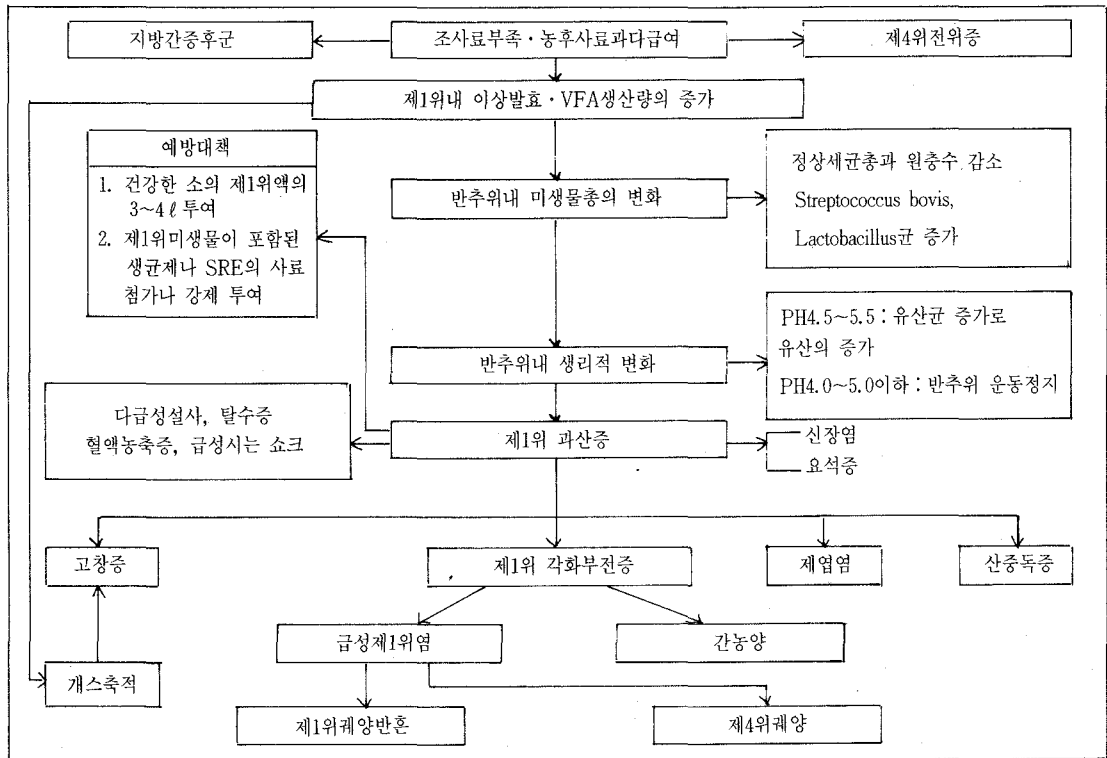 지방간증후군
조사료부족·농후사료과다급여
제4위전위증
제1위내 이상발효·VFA생산량의 증가
예방대책
1. 건강한 소의 제1위액의
3~4ℓ 투여
2. 제1위미생물이 포함된
생균제나 SRE의 사료
첨가나 강제 투여
반추위내 미생물총의 변화
정상세균총과 원충수 감소
Streptococcus bovis,
Lactobacillus균 증가
반추위내 생리적 변화
PH4.5~5.5 : 유산균 증가로
유산의 증가
PH4.0~5.0이하 : 반추위 운동정지
다급성설사, 탈수증
혈액농축증, 급성시는 쇼크
제1위 과산증
신장염
요석증
고창증
제1위 각화부전증
제엽염
산중독증
급성제1위염
간농양
개스축적
제1위궤양반흔
제4위궤양